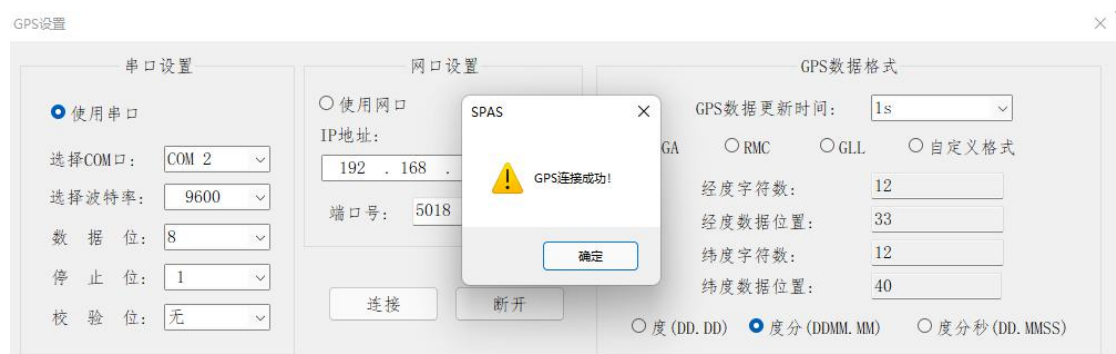 GPS设置
串口设置
使用串口
选择COM口: COM 2
选择波特率: 9600
数 据 位: 8
停 止 位: 1
校 验 位: 无
网口设置
使用网口
IP地址:
192 . 168 .
端口号: 5018
连接 断开
SPAS
GPS连接成功!
确定
GPS数据格式
GPS数据更新时间: 1s
GA RMC GLL 自定义格式
经度字符数: 12
经度数据位置: 33
纬度字符数: 12
纬度数据位置: 40
度(DD.DD) 度分(DDMM.MM) 度分秒(DD.MMSS)